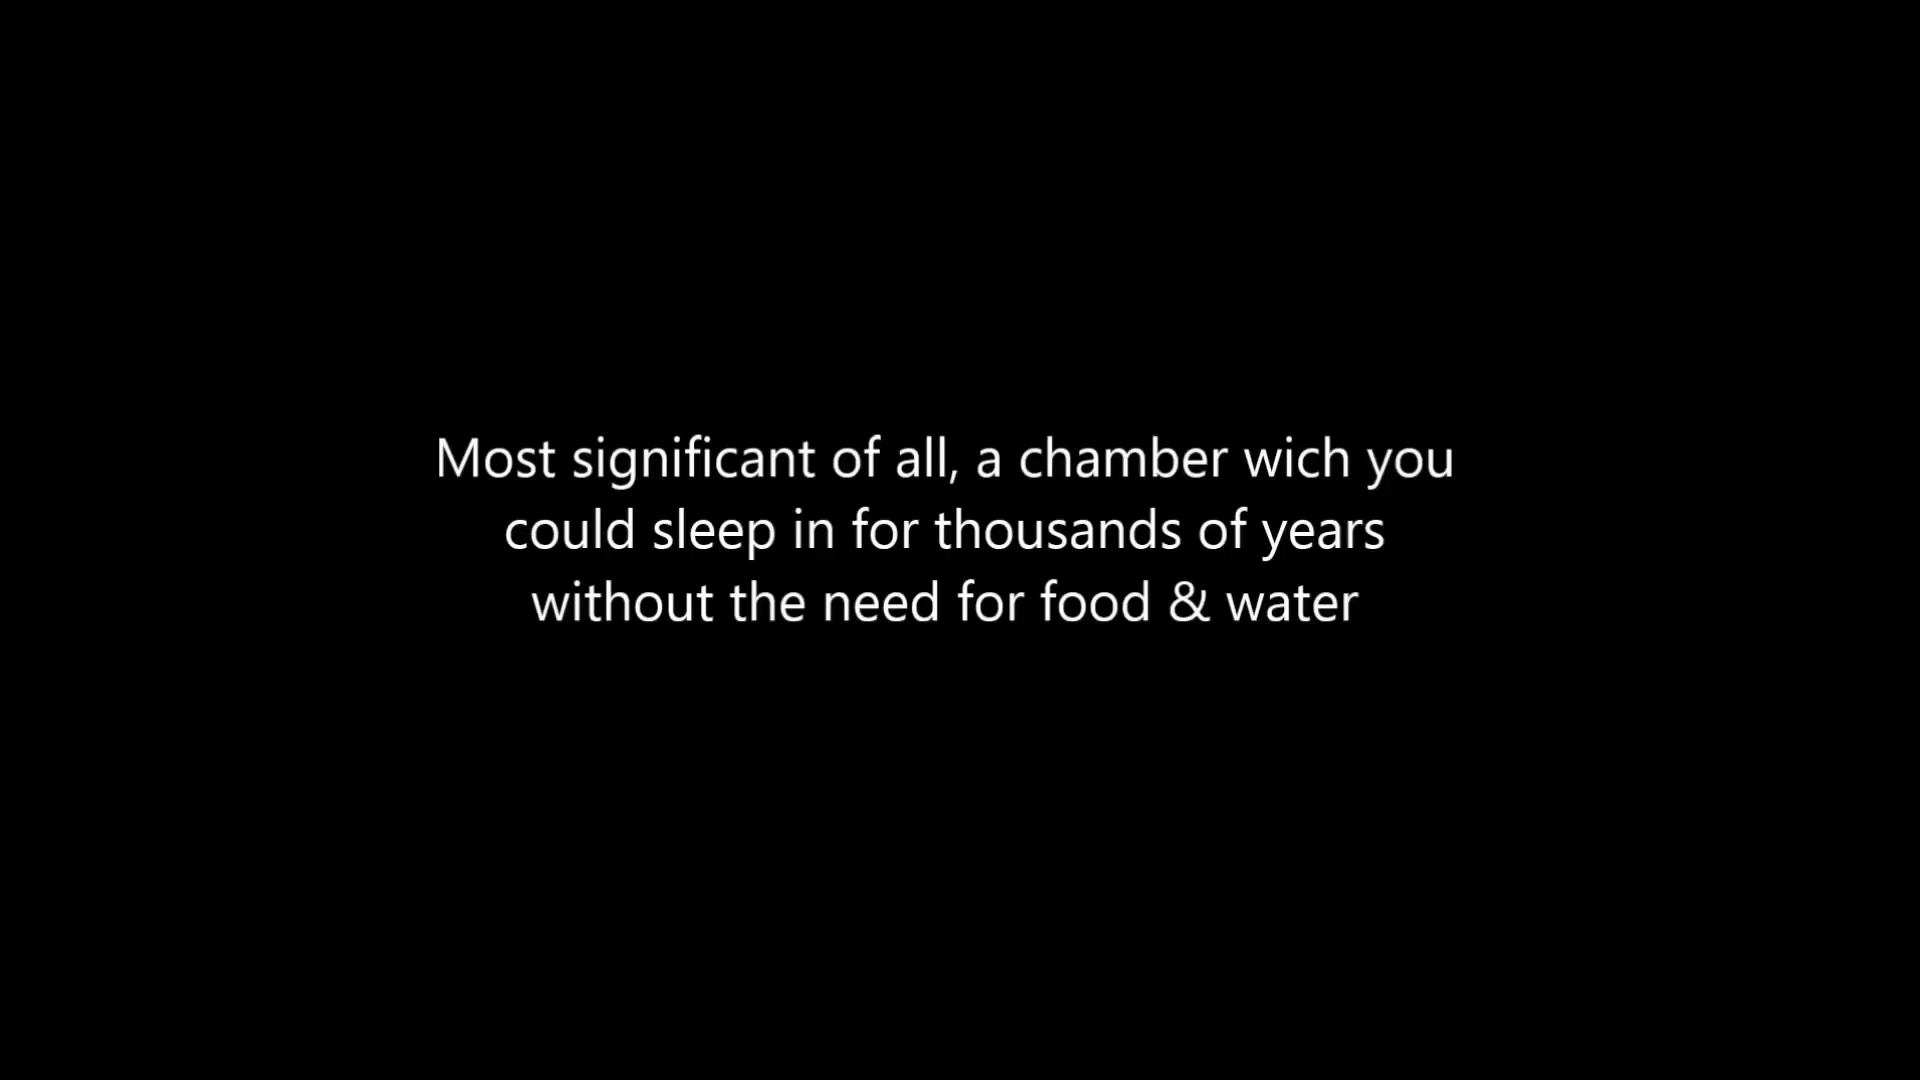 Most significant of all, a chamber wich you
could sleep in for thousands of years
without the need for food & water